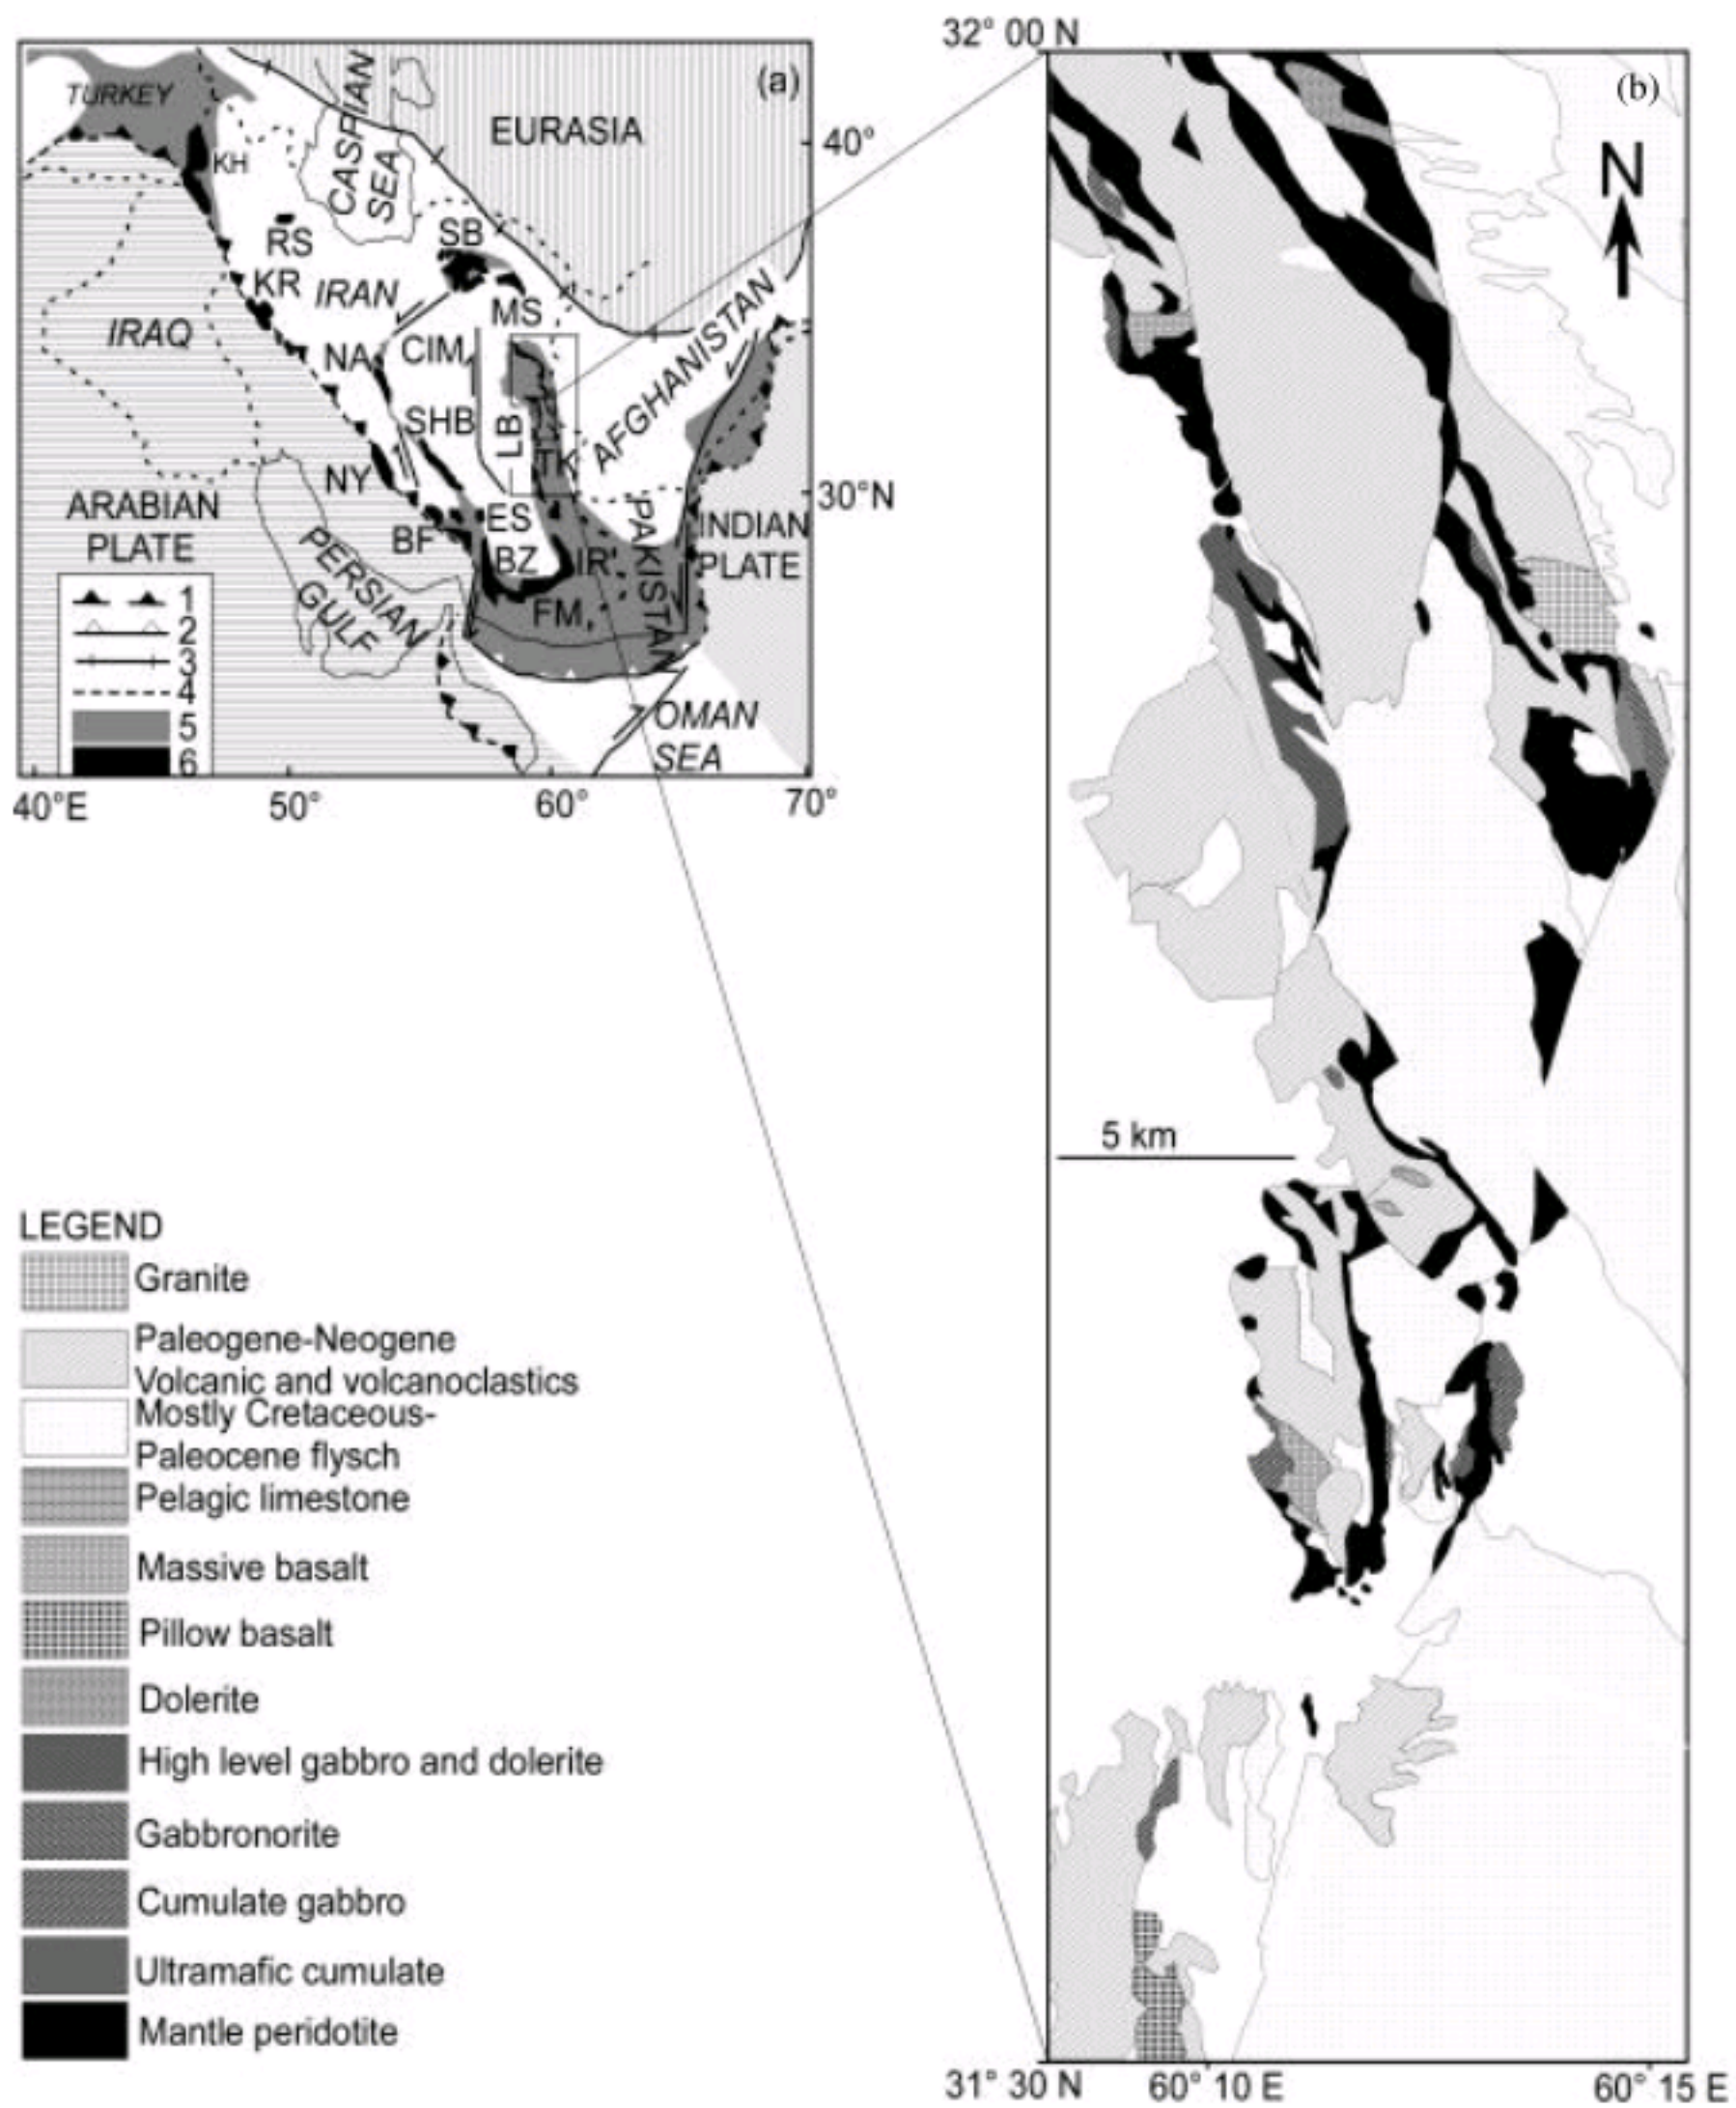 32° 00 N
(a)
(b)
TURKEY
CASPIAN
SEA
EURASIA
40°
N
KH
RS
SB
KR
IRAN
MS
IRAQ
NA
CIM
AFGHANISTAN
SHB
LB
TK
NY
30°N
ARABIAN
PLATE
ES
PAKISTAN
INDIAN
PLATE
BF
BZ
IR
PERSIAN
GULF
FM
1
2
3
4
5
6
OMAN
SEA
40°E
50°
60°
70°
5 km
LEGEND
Granite
Paleogene-Neogene
Volcanic and volcanoclastics
Mostly Cretaceous-
Paleocene flysch
Pelagic limestone
Massive basalt
Pillow basalt
Dolerite
High level gabbro and dolerite
Gabbronorite
Cumulate gabbro
Ultramafic cumulate
Mantle peridotite
31° 30 N
60° 10 E
60° 15 E